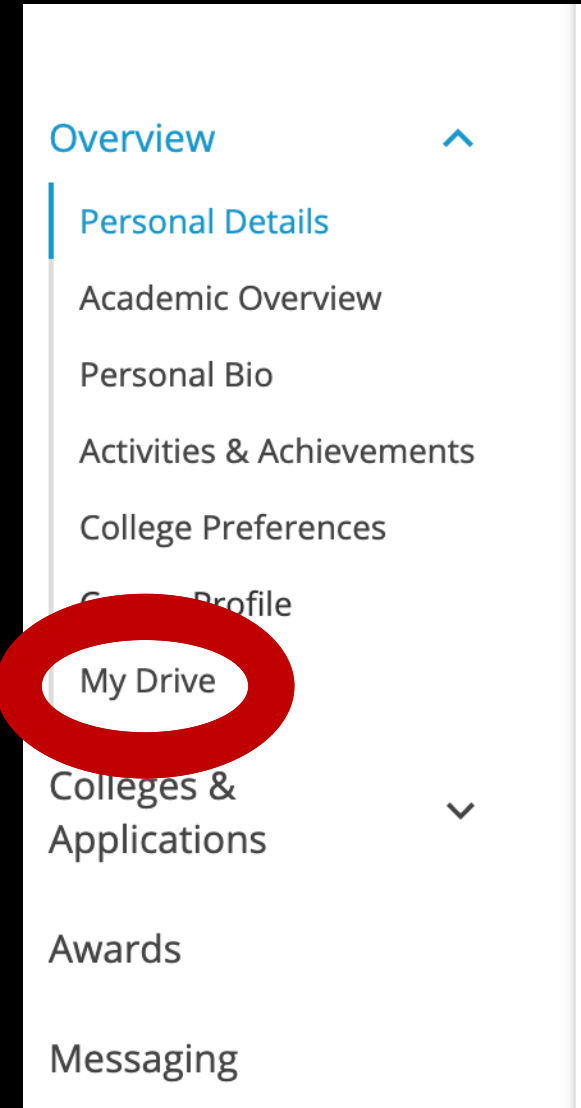 Overview
Personal Details
Academic Overview
Personal Bio
Activities & Achievements
College Preferences
Profile
My Drive
Colleges &
Applications
Awards
Messaging